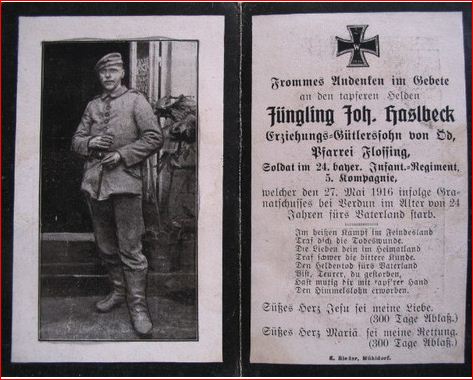 Frommes Andenken im Gebete
an den tapferen Helden
Jüngling Joh. Haslbeck
Erziehungs-Gütlersohn von Öd,
Pfarrei Flossing,
Soldat im 24. bayer. Infant.-Regiment,
5. Kompagnie,
welcher den 27. Mai 1916 infolge Gra-
natschusses bei Verdun im Alter von 24
Jahren fürs Vaterland starb.
Im heißen Kampf im Feindesland
Traf dich die Todeswunde.
Die Lieben dein im Heimatland
Traf schwer die bittere Kunde.
Den Heldentod fürs Vaterland
Bist, Teurer, du gestorben,
Hast mutig dir mit tapf'rer Hand
Den Himmelslohn erworben.
Süßes Herz Jesu sei meine Liebe.
(300 Tage Ablaß.)
Süßes Herz Mariä sei meine Rettung.
(300 Tage Ablaß.)
Mühldorf.